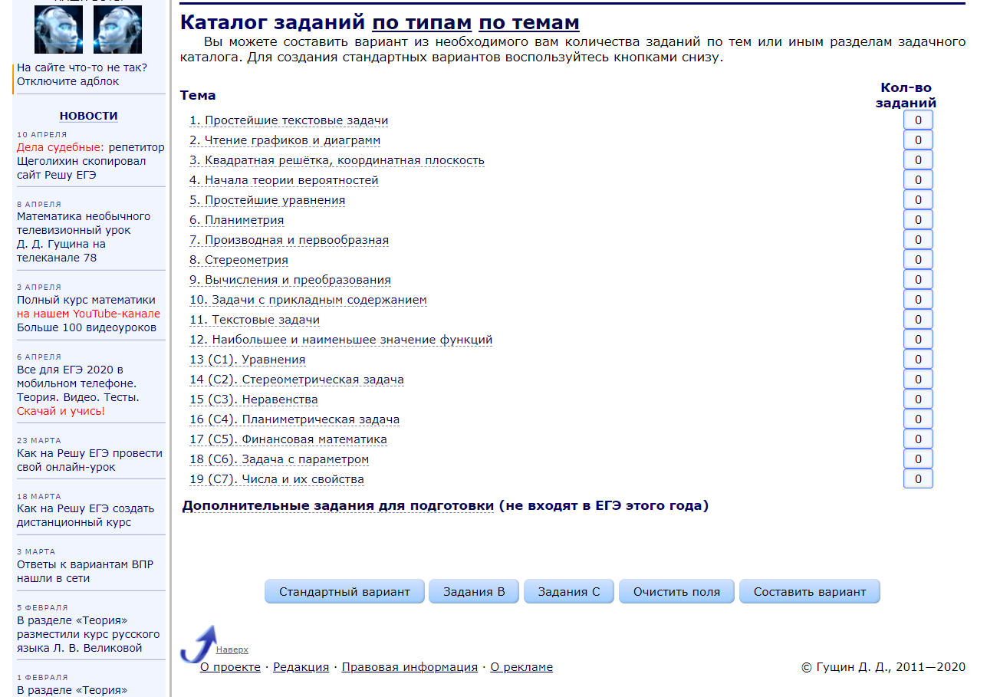 На сайте что-то не так?
Отключите адблок
НОВОСТИ
10 АПРЕЛЯ
Дела судебные: репетитор
Щеголихин скопировал
сайт Решу ЕГЭ
8 АПРЕЛЯ
Математика необычного
телевизионный урок
Д. Д. Гущина на
телеканале 78
3 АПРЕЛЯ
Полный курс математики
на нашем YouTube-канале
Больше 100 видеоуроков
6 АПРЕЛЯ
Все для ЕГЭ 2020 в
мобильном телефоне.
Теория. Видео. Тесты.
Скачай и учись!
23 МАРТА
Как на Решу ЕГЭ провести
свой онлайн-урок
18 МАРТА
Как на Решу ЕГЭ создать
дистанционный курс
3 МАРТА
Ответы к вариантам ВПР
нашли в сети
5 ФЕВРАЛЯ
В разделе «Теория»
разместили курс русского
языка Л. В. Великовой
1 ФЕВРАЛЯ
В разделе «Теория»
Каталог заданий по типам по темам
Вы можете составить вариант из необходимого вам количества заданий по тем или иным разделам задачного
каталога. Для создания стандартных вариантов воспользуйтесь кнопками снизу.
Тема Кол-во
заданий
1. Простейшие текстовые задачи 0
2. Чтение графиков и диаграмм 0
3. Квадратная решётка, координатная плоскость 0
4. Начала теории вероятностей 0
5. Простейшие уравнения 0
6. Планиметрия 0
7. Производная и первообразная 0
8. Стереометрия 0
9. Вычисления и преобразования 0
10. Задачи с прикладным содержанием 0
11. Текстовые задачи 0
12. Наибольшее и наименьшее значение функций 0
13 (С1). Уравнения 0
14 (С2). Стереометрическая задача 0
15 (С3). Неравенства 0
16 (С4). Планиметрическая задача 0
17 (С5). Финансовая математика 0
18 (С6). Задача с параметром 0
19 (С7). Числа и их свойства 0
Дополнительные задания для подготовки (не входят в ЕГЭ этого года)
Стандартный вариант Задания В Задания С Очистить поля Составить вариант
Наверх
О проекте · Редакция · Правовая информация · О рекламе © Гущин Д. Д., 2011—2020